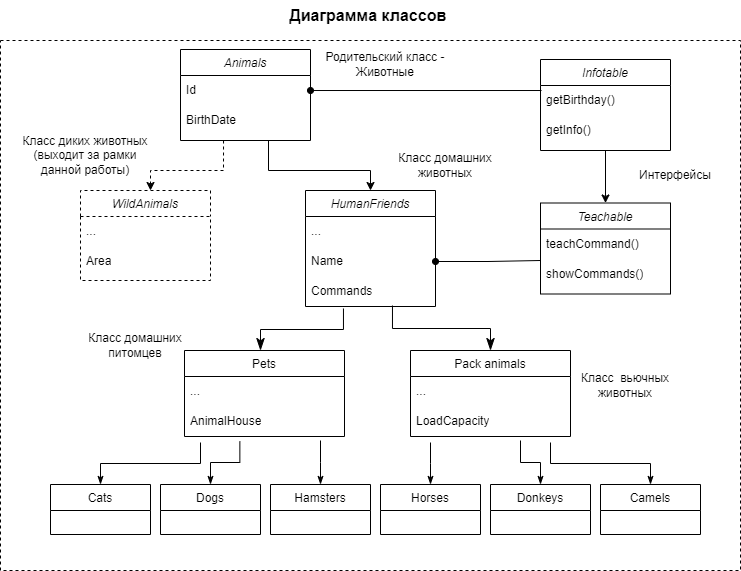 Диаграмма классов
Animals
Id
BirthDate
Родительский класс -
Животные
Infotable
getBirthday()
getInfo()
Класс диких животных
(выходит за рамки
данной работы)
Класс домашних
животных
Интерфейсы
WildAnimals
...
Area
HumanFriends
...
Name
Commands
Teachable
teachCommand()
showCommands()
Класс домашних
питомцев
Pets
...
AnimalHouse
Pack animals
...
LoadCapacity
Класс вьючных
животных
Cats
Dogs
Hamsters
Horses
Donkeys
Camels